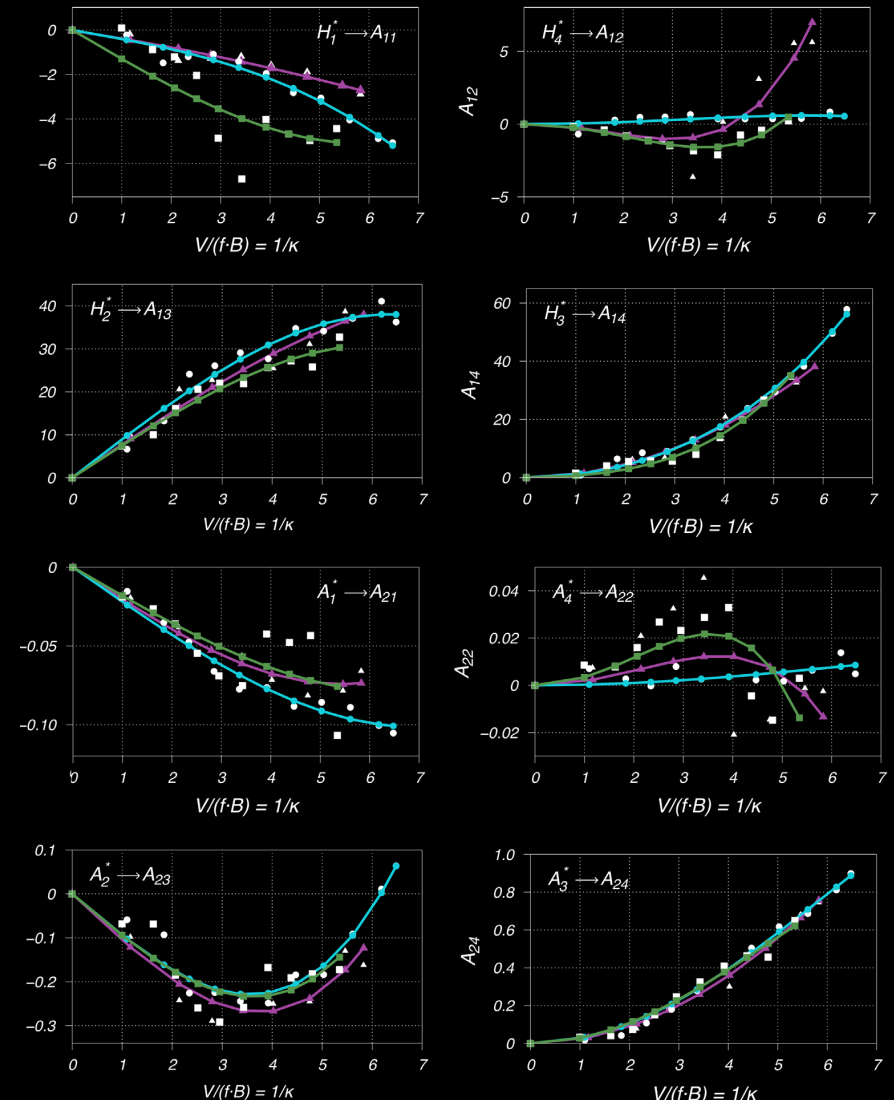 H₁* → A₁₁
0
−2
−4
−6
0 1 2 3 4 5 6 7
V/(f·B) = 1/κ
H₄* → A₁₂
A₁₂
5
0
−5
0 1 2 3 4 5 6 7
V/(f·B) = 1/κ
H₂* → A₁₃
40
30
20
10
0
0 1 2 3 4 5 6 7
V/(f·B) = 1/κ
H₃* → A₁₄
A₁₄
60
40
20
0
0 1 2 3 4 5 6 7
V/(f·B) = 1/κ
A₁* → A₂₁
0
−0.05
−0.10
0 1 2 3 4 5 6 7
V/(f·B) = 1/κ
A₄* → A₂₂
A₂₂
0.04
0.02
0
−0.02
0 1 2 3 4 5 6 7
V/(f·B) = 1/κ
A₂* → A₂₃
0.1
0
−0.1
−0.2
−0.3
0 1 2 3 4 5 6 7
V/(f·B) = 1/κ
A₃* → A₂₄
A₂₄
1.0
0.8
0.6
0.4
0.2
0
0 1 2 3 4 5 6 7
V/(f·B) = 1/κ